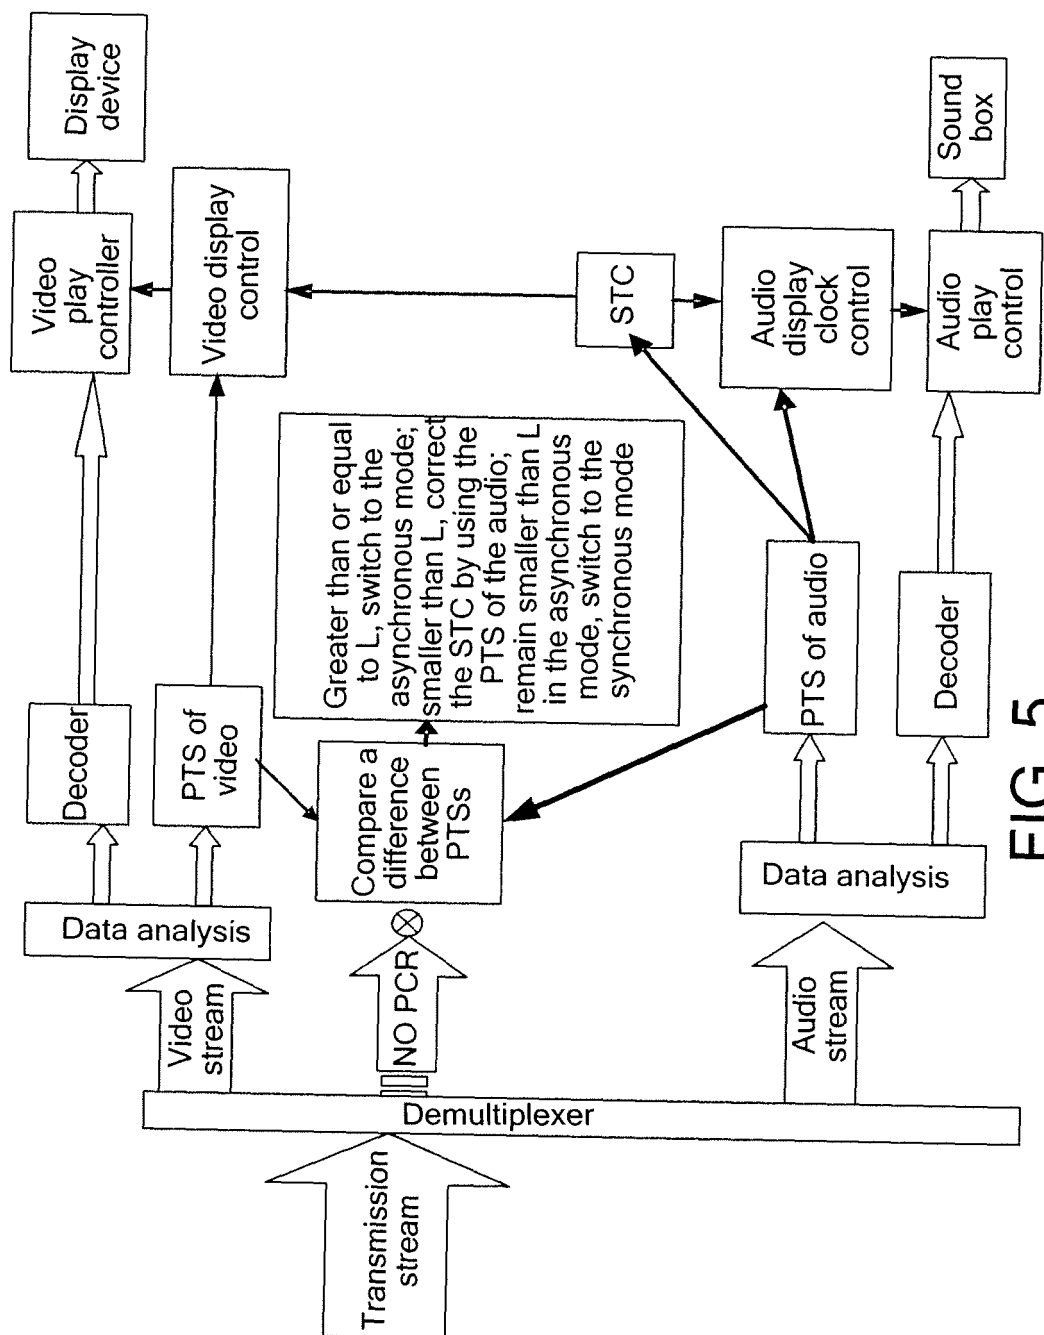 Transmission
stream
Demultiplexer
Video
stream
NO PCR
Audio
stream
Data analysis
Data analysis
Decoder
PTS of
video
Compare a
difference
between
PTSs
PTS of audio
Decoder
Greater than or equal
to L, switch to the
asynchronous mode;
smaller than L, correct
the STC by using the
PTS of the audio;
remain smaller than L
in the asynchronous
mode, switch to the
synchronous mode
Video
play
controller
Video display
control
STC
Audio
display
clock
control
Audio
play
control
Display
device
Sound
box
FIG. 5